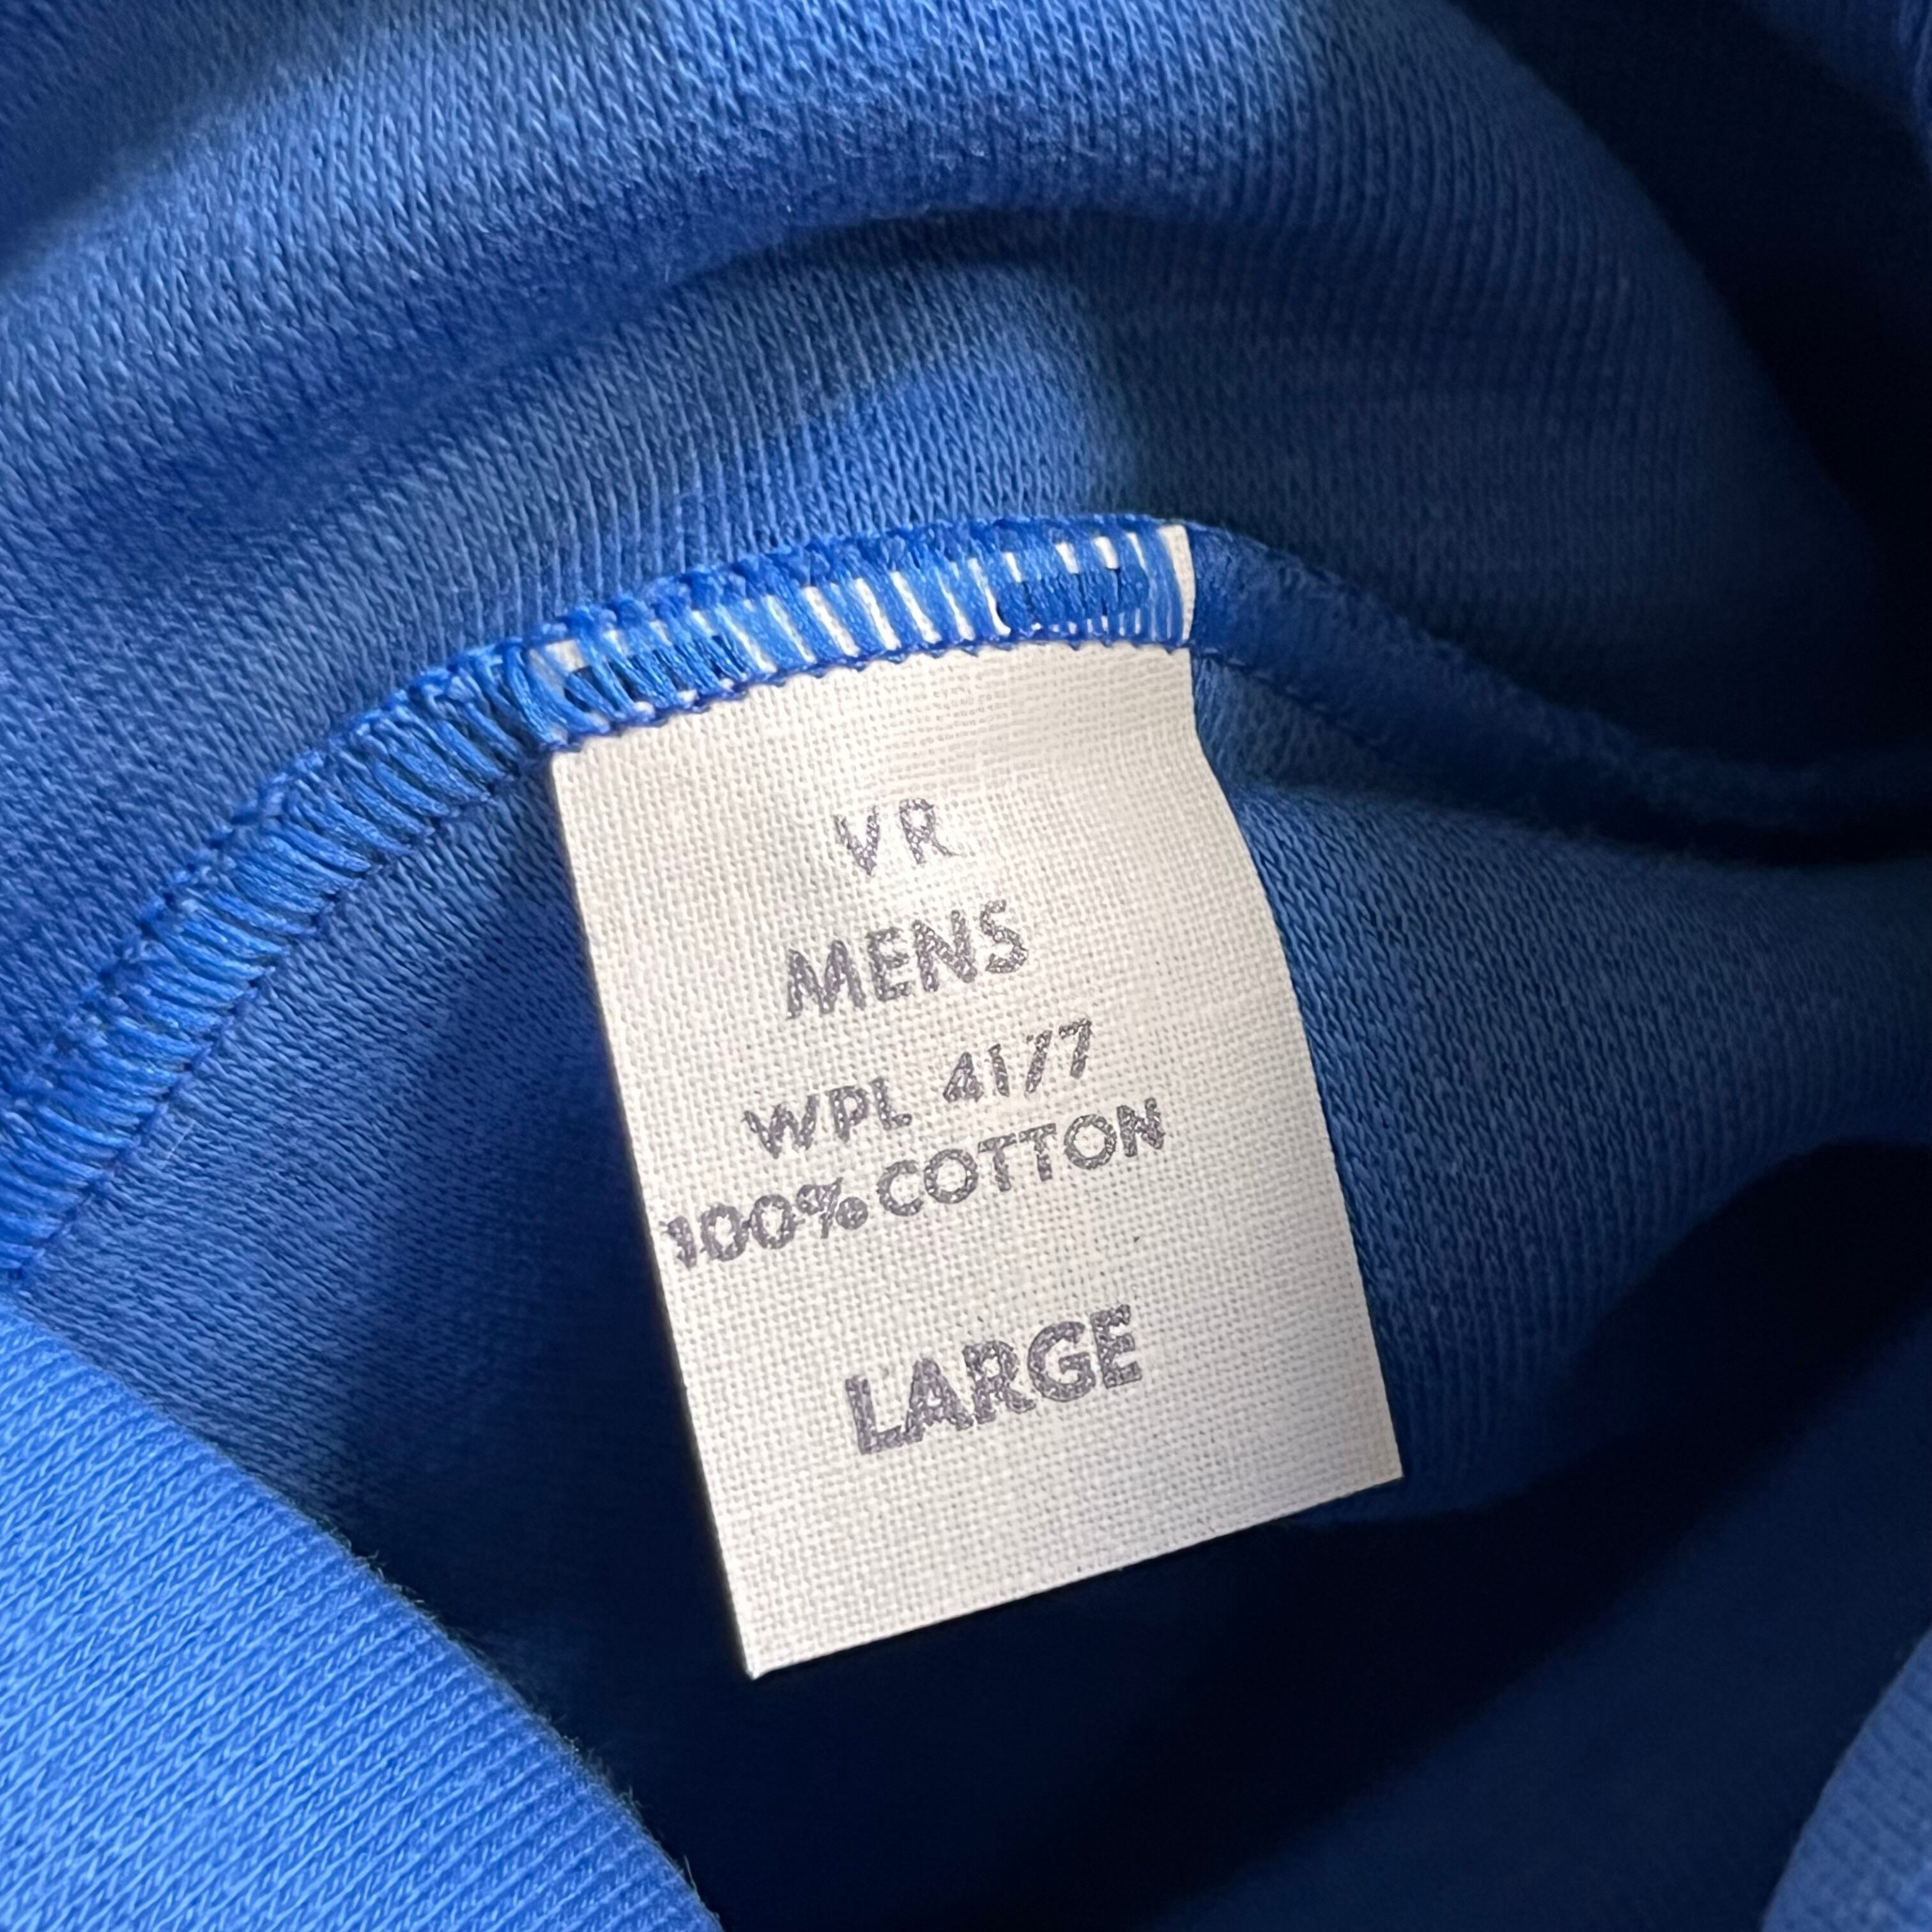 VR
MENS
WPL 4177
100% COTTON
LARGE